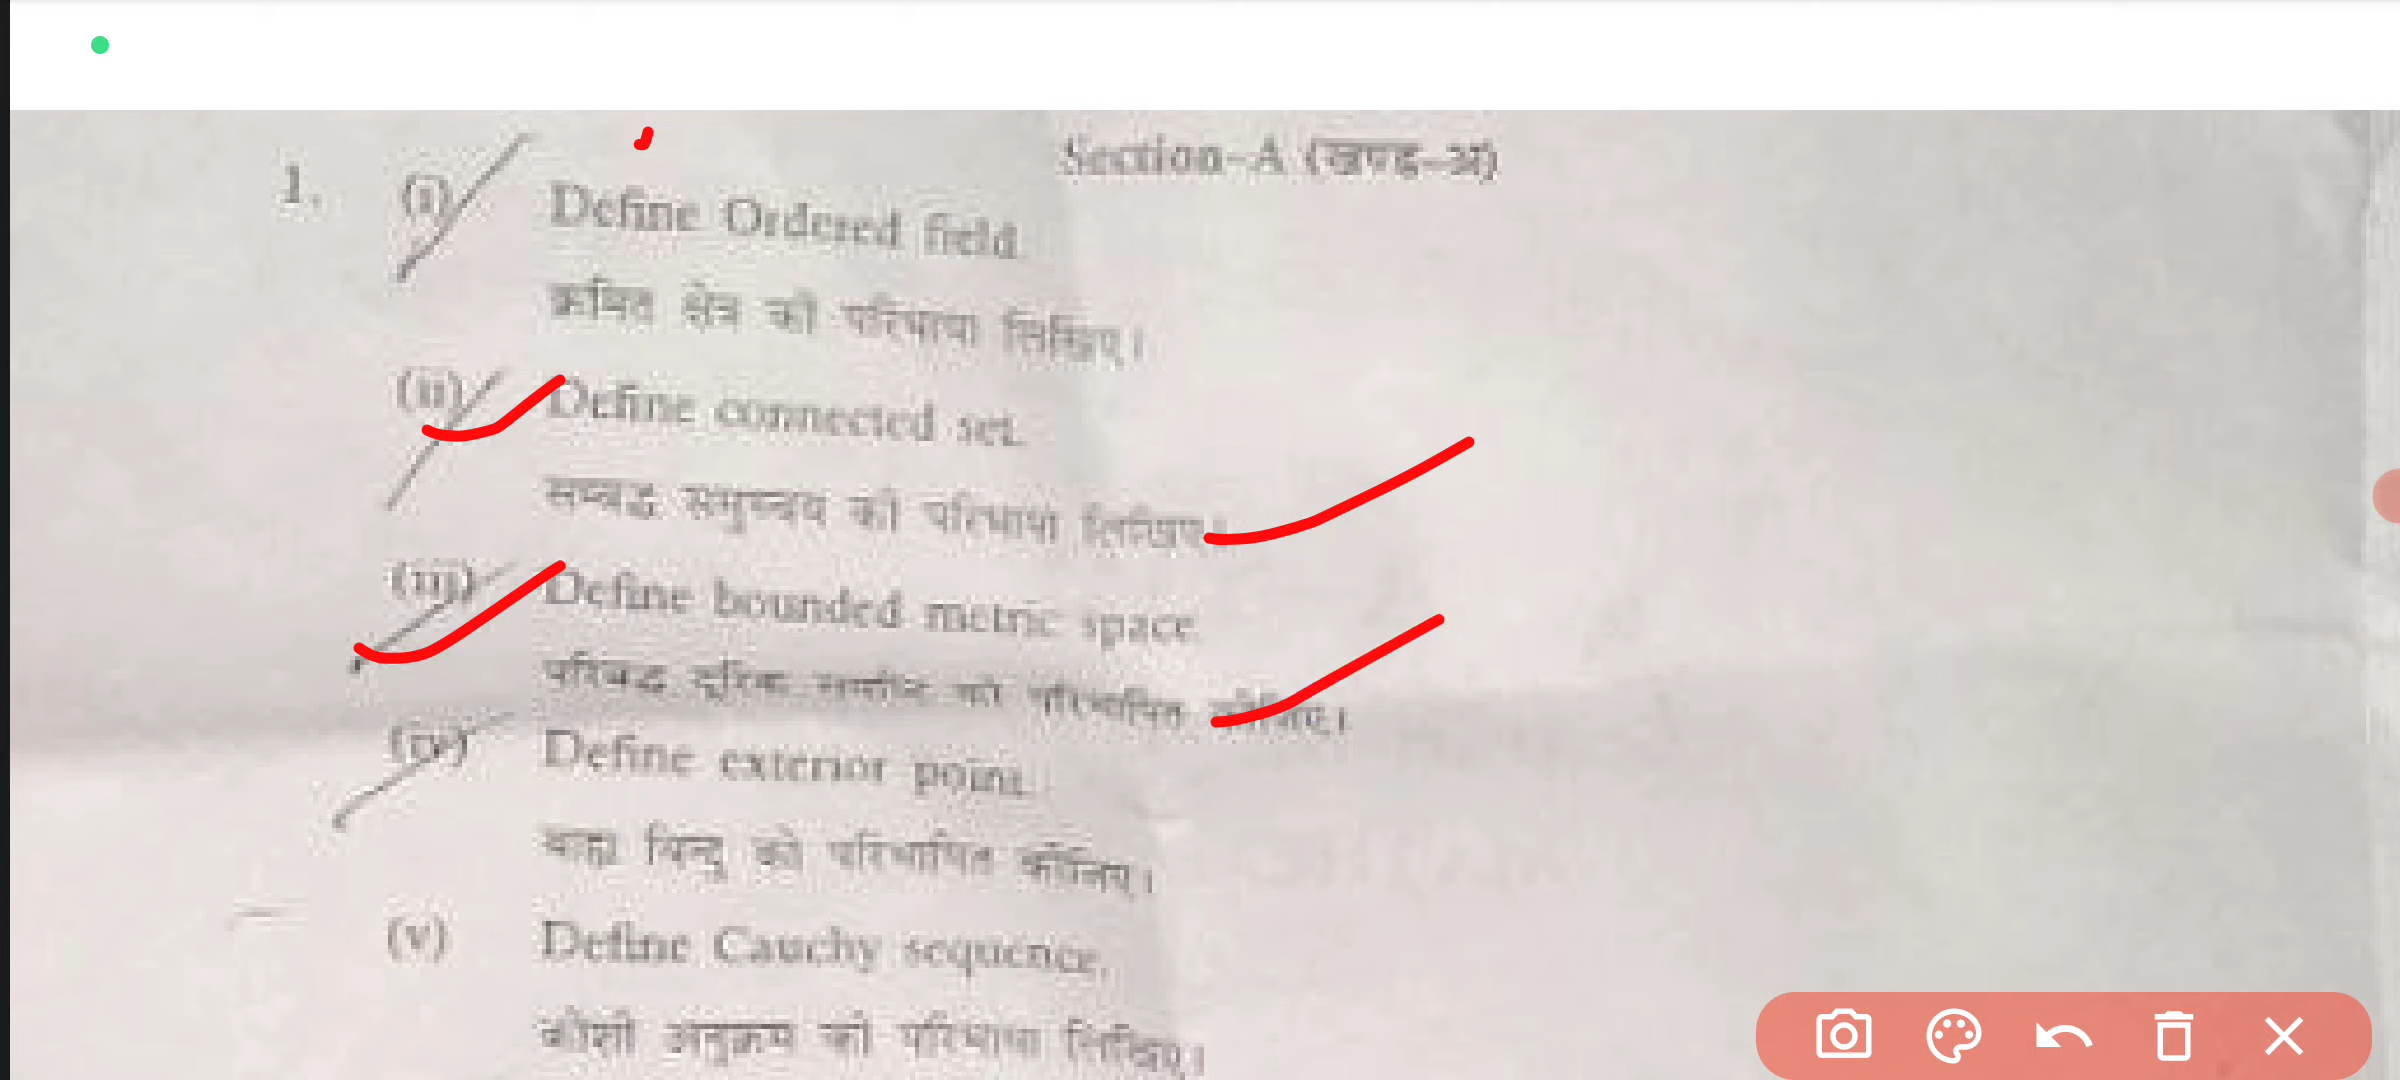 Section-A (खण्ड-अ)
1. (i) Define Ordered field.
क्रमित क्षेत्र की परिभाषा लिखिए।
(ii) Define connected set.
सम्बद्ध समुच्चय की परिभाषा लिखिए।
(iii) Define bounded metric space.
परिबद्ध दूरिक समष्टि को परिभाषित कीजिए।
(iv) Define exterior point.
बाह्य बिन्दु को परिभाषित कीजिए।
(v) Define Cauchy sequence.
कौशी अनुक्रम की परिभाषा लिखिए।